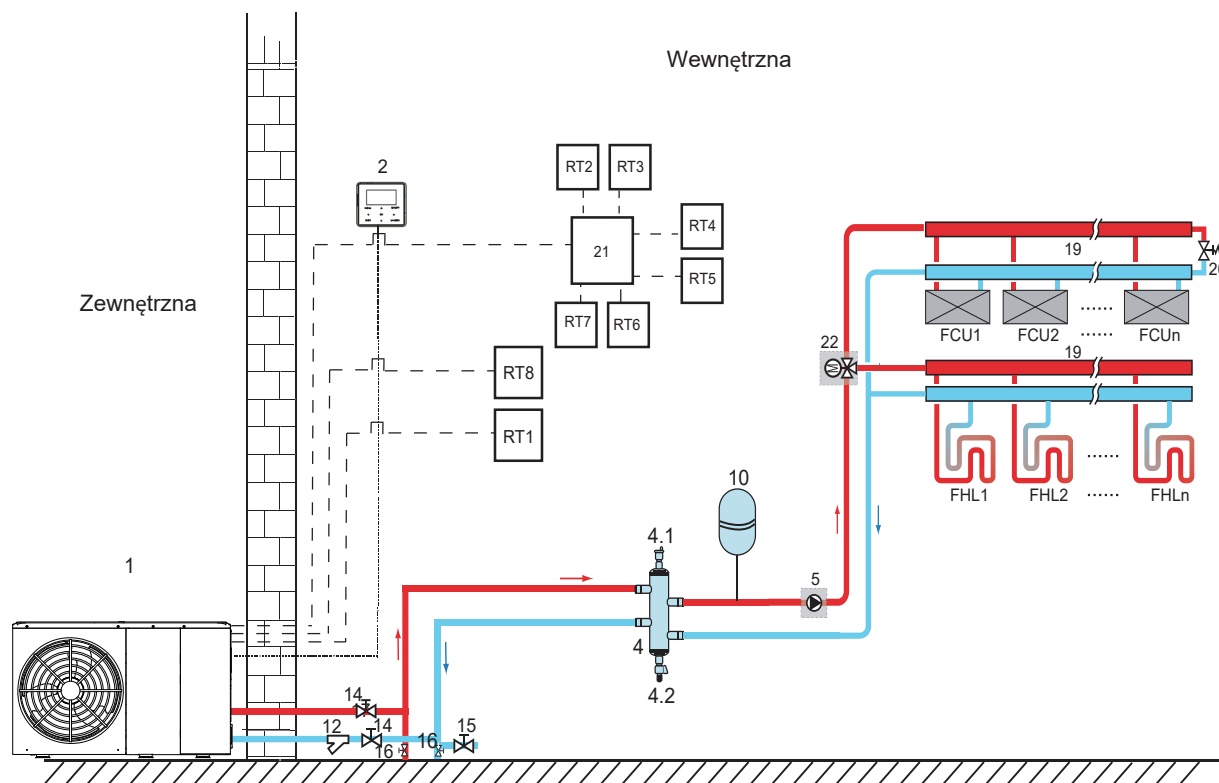 Wewnętrzna
2
RT2
RT3
RT4
21
19
RT5
20
Zewnętrzna
RT7
RT6
FCU1
FCU2
......
FCUn
......
22
19
RT8
RT1
......
10
FHL1
FHL2
......
FHLn
4.1
1
5
4
4.2
14
14
15
12
16
16